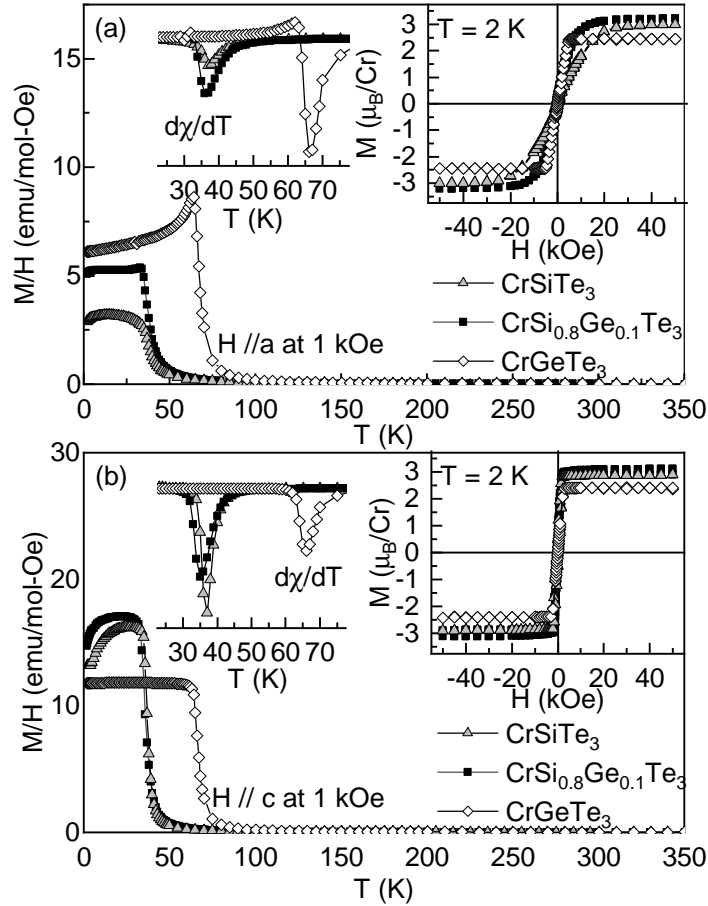 (a)
15
10
5
0
M/H (emu/mol-Oe)
dχ/dT
30 40 50 60 70
T (K)
T = 2 K
3
2
1
0
-1
-2
-3
M (μ_B/Cr)
-40 -20 0 20 40
H (kOe)
CrSiTe₃
CrSi₀.₈Ge₀.₁Te₃
CrGeTe₃
H //a at 1 kOe
0 50 100 150 200 250 300 350
T (K)
(b)
30
20
10
0
M/H (emu/mol-Oe)
dχ/dT
30 40 50 60 70
T (K)
T = 2 K
3
2
1
0
-1
-2
-3
M (μ_B/Cr)
-40 -20 0 20 40
H (kOe)
CrSiTe₃
CrSi₀.₈Ge₀.₁Te₃
CrGeTe₃
H // c at 1 kOe
0 50 100 150 200 250 300 350
T (K)